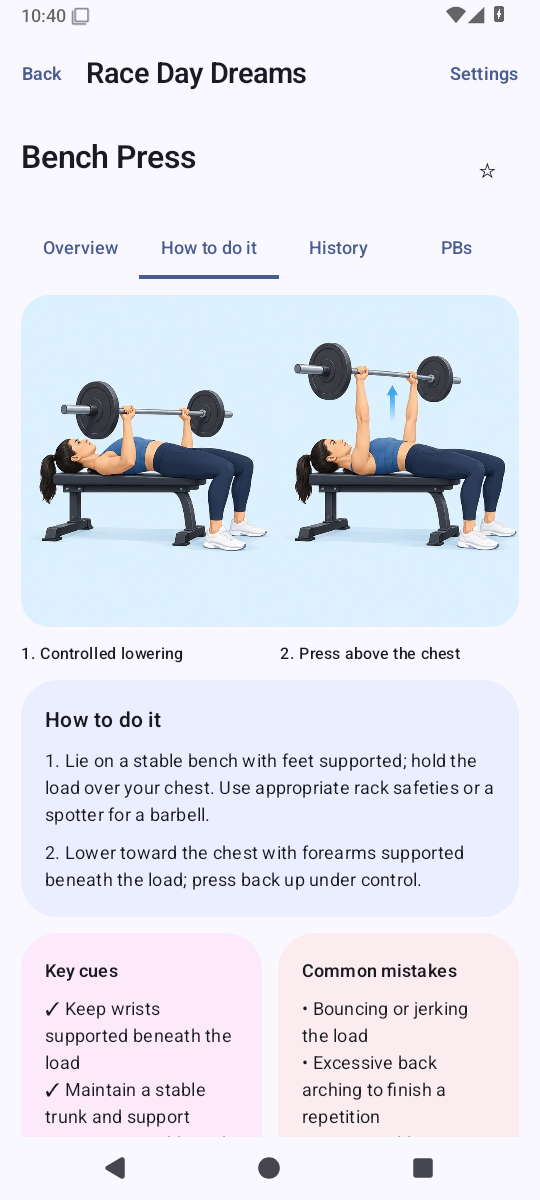 10:40
Back Race Day Dreams Settings
Bench Press
☆
Overview How to do it History PBs
1. Controlled lowering 2. Press above the chest
How to do it
1. Lie on a stable bench with feet supported; hold the
load over your chest. Use appropriate rack safeties or a
spotter for a barbell.
2. Lower toward the chest with forearms supported
beneath the load; press back up under control.
Key cues
✓ Keep wrists
supported beneath the
load
✓ Maintain a stable
trunk and support
Common mistakes
• Bouncing or jerking
the load
• Excessive back
arching to finish a
repetition